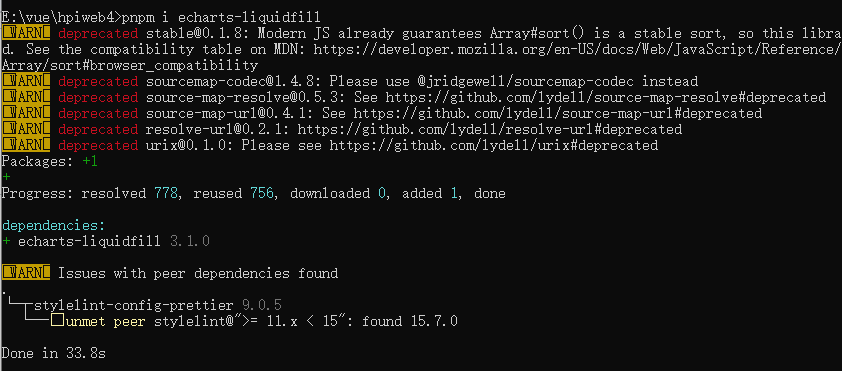 E:\vue\hpiweb4>pnpm i echarts-liquidfill
WARN deprecated stable@0.1.8: Modern JS already guarantees Array#sort() is a stable sort, so this libra
d. See the compatibility table on MDN: https://developer.mozilla.org/en-US/docs/Web/JavaScript/Reference/
Array/sort#browser_compatibility
WARN deprecated sourcemap-codec@1.4.8: Please use @jridgewell/sourcemap-codec instead
WARN deprecated source-map-resolve@0.5.3: See https://github.com/lydell/source-map-resolve#deprecated
WARN deprecated source-map-url@0.4.1: See https://github.com/lydell/source-map-url#deprecated
WARN deprecated resolve-url@0.2.1: https://github.com/lydell/resolve-url#deprecated
WARN deprecated urix@0.1.0: Please see https://github.com/lydell/urix#deprecated
Packages: +1
+
Progress: resolved 778, reused 756, downloaded 0, added 1, done
dependencies:
+ echarts-liquidfill 3.1.0
WARN Issues with peer dependencies found
.
└─┬─stylelint-config-prettier 9.0.5
└──□unmet peer stylelint@">= 11.x < 15": found 15.7.0
Done in 33.8s